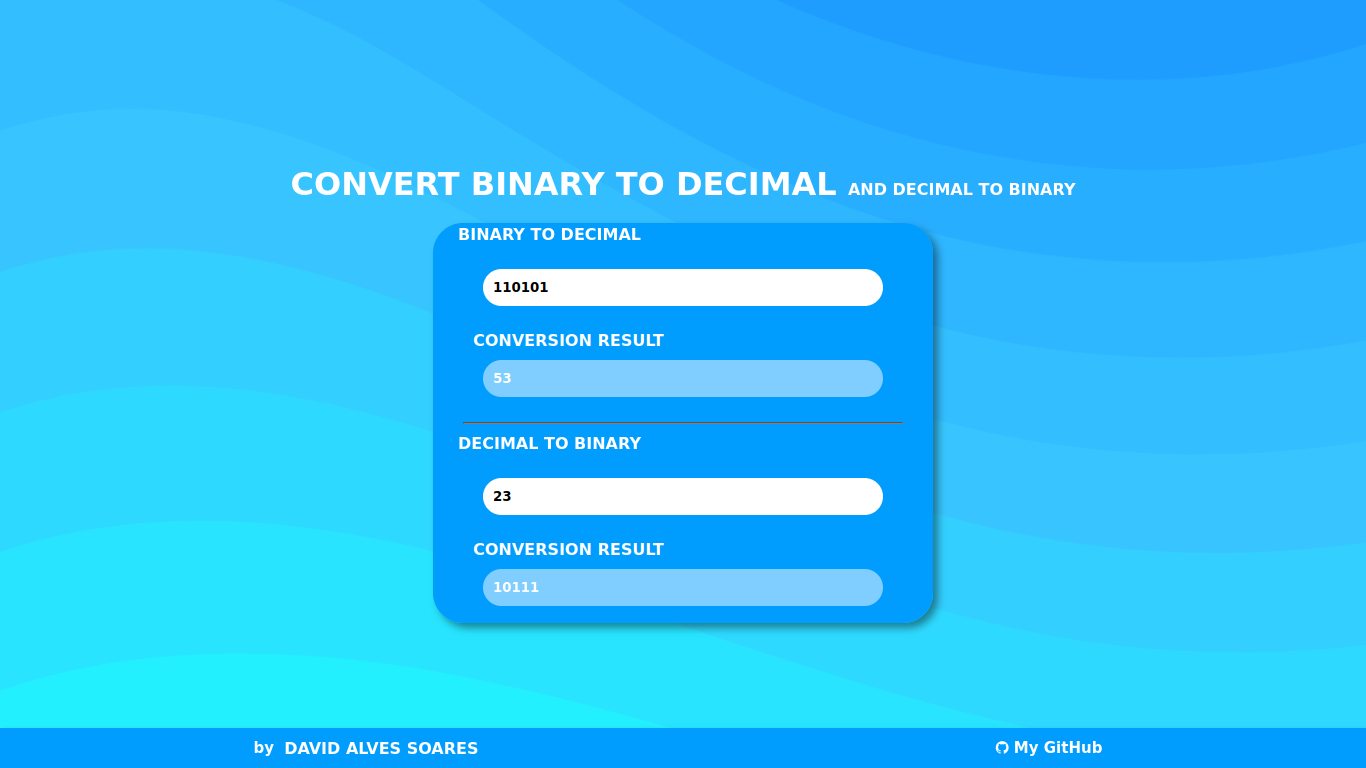 CONVERT BINARY TO DECIMAL AND DECIMAL TO BINARY
BINARY TO DECIMAL
110101
CONVERSION RESULT
53
DECIMAL TO BINARY
23
CONVERSION RESULT
10111
by DAVID ALVES SOARES
My GitHub